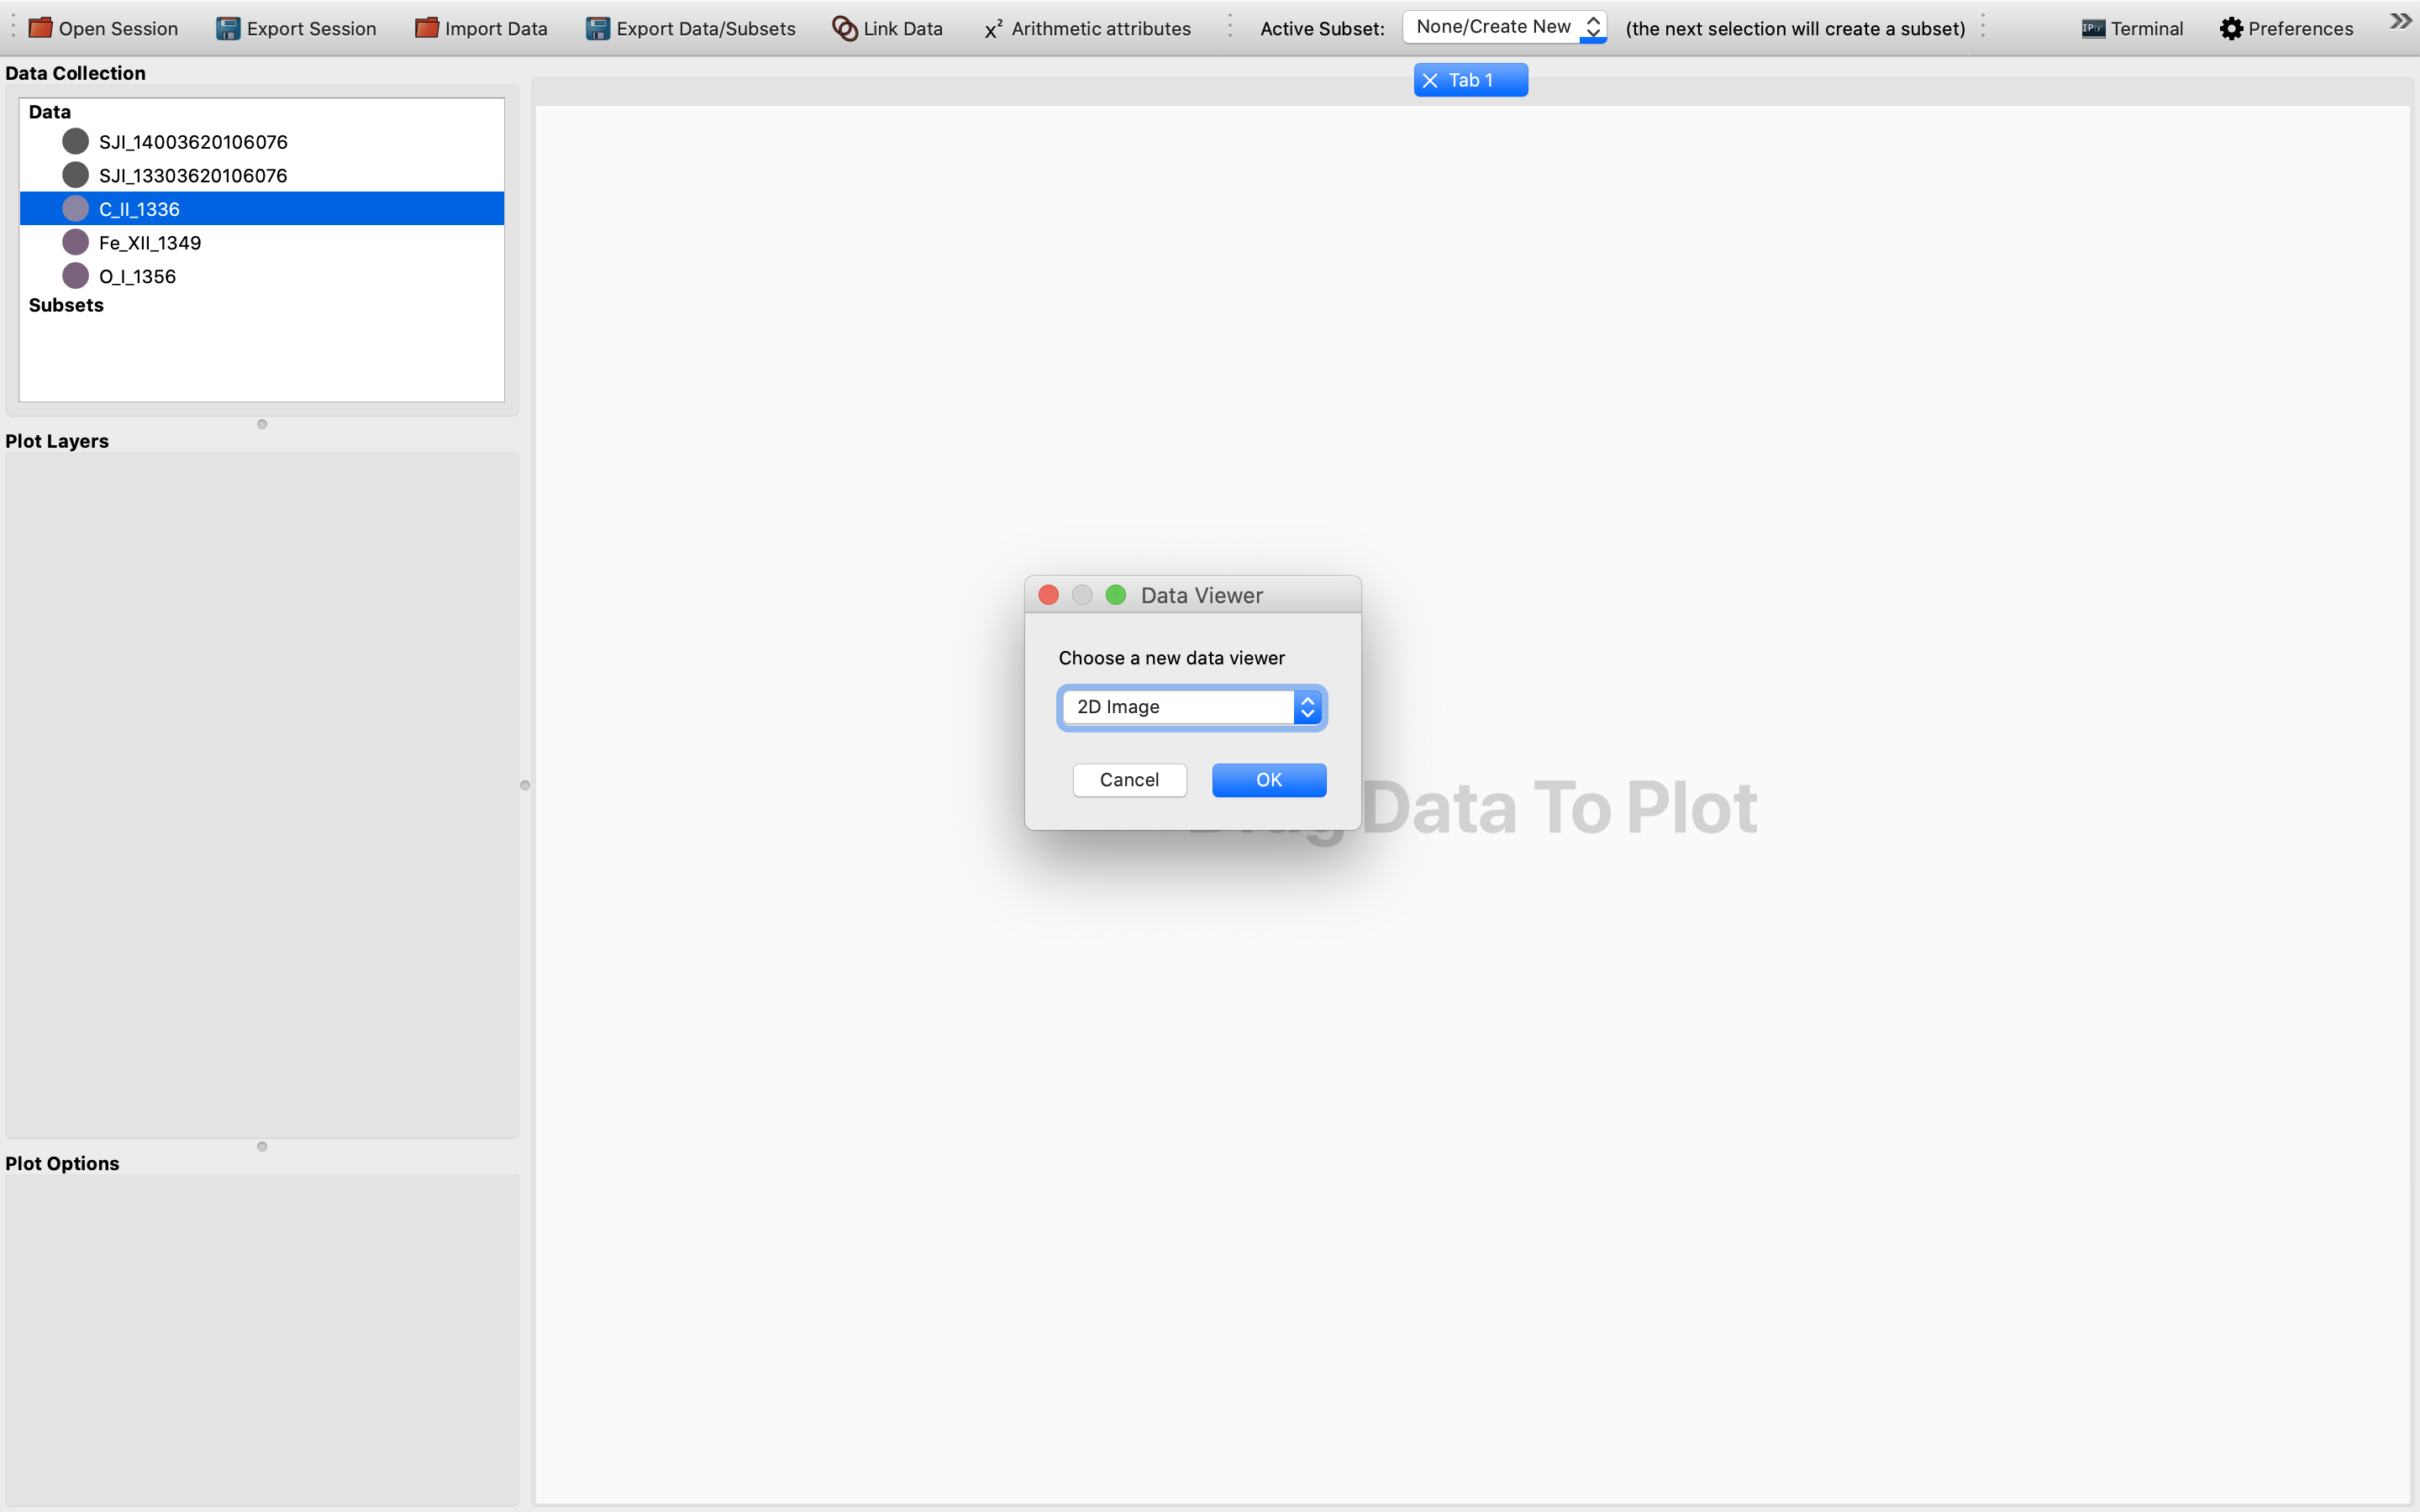 Open Session Export Session Import Data Export Data/Subsets Link Data x² Arithmetic attributes Active Subset: None/Create New (the next selection will create a subset) Terminal Preferences
Data Collection
Tab 1
Data
SJI_14003620106076
SJI_13303620106076
C_II_1336
Fe_XII_1349
O_I_1356
Subsets
Plot Layers
Data Viewer
Choose a new data viewer
2D Image
Cancel OK
Data To Plot
Plot Options